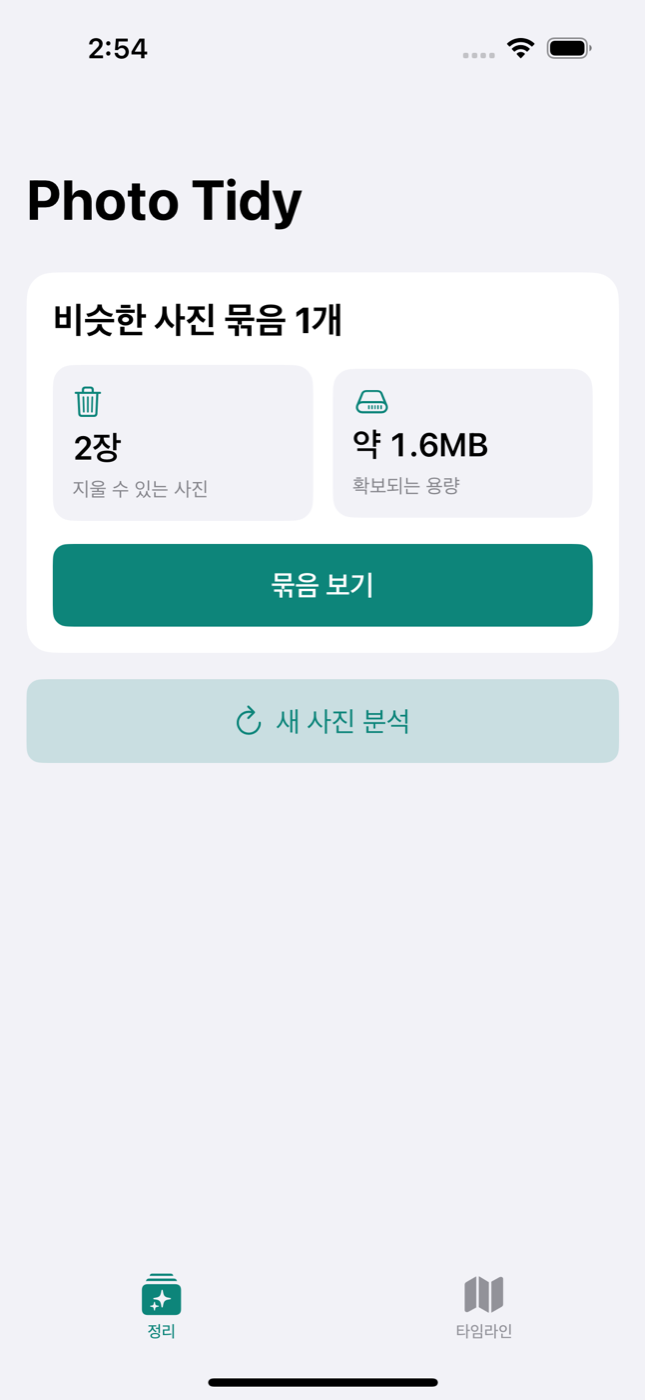 2:54
Photo Tidy
비슷한 사진 묶음 1개
2장
지울 수 있는 사진
약 1.6MB
확보되는 용량
묶음 보기
새 사진 분석
정리
타임라인